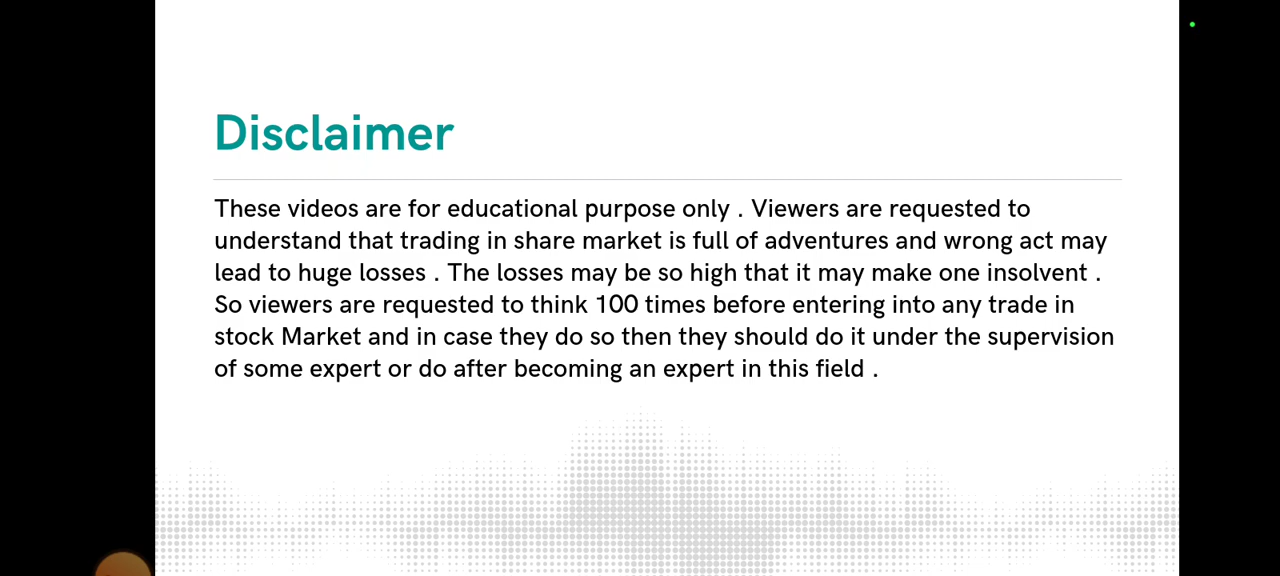 Disclaimer
These videos are for educational purpose only . Viewers are requested to
understand that trading in share market is full of adventures and wrong act may
lead to huge losses . The losses may be so high that it may make one insolvent .
So viewers are requested to think 100 times before entering into any trade in
stock Market and in case they do so then they should do it under the supervision
of some expert or do after becoming an expert in this field .